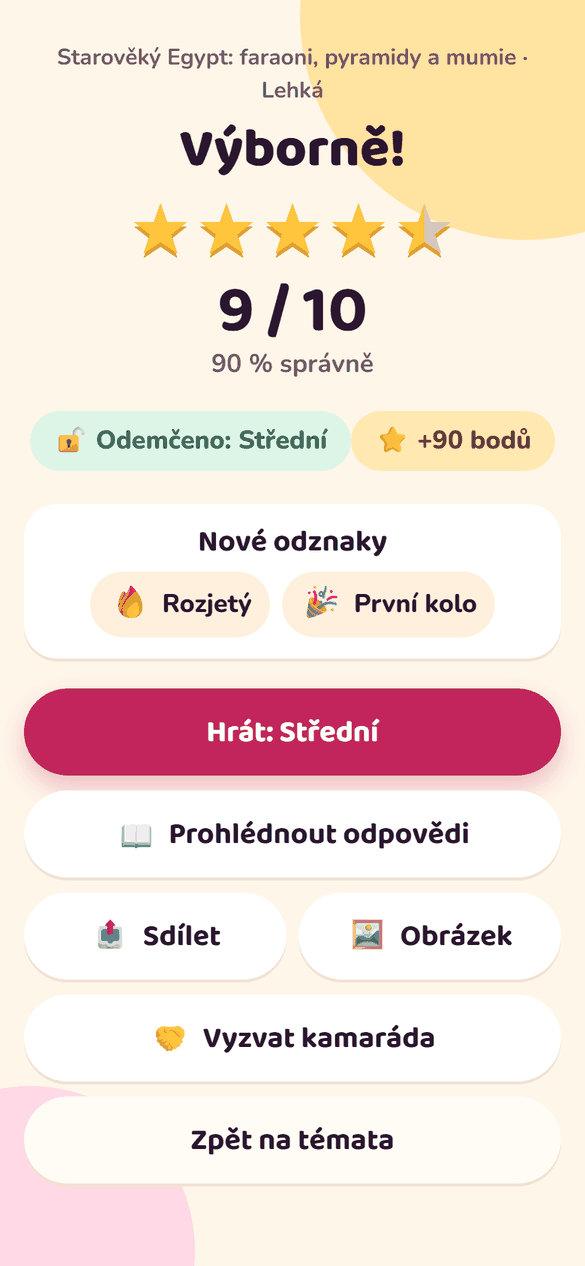 Starověký Egypt: faraoni, pyramidy a mumie ·
Lehká
Výborně!
9 / 10
90 % správně
Odemčeno: Střední
+90 bodů
Nové odznaky
Rozjetý
První kolo
Hrát: Střední
Prohlédnout odpovědi
Sdílet
Obrázek
Vyzvat kamaráda
Zpět na témata